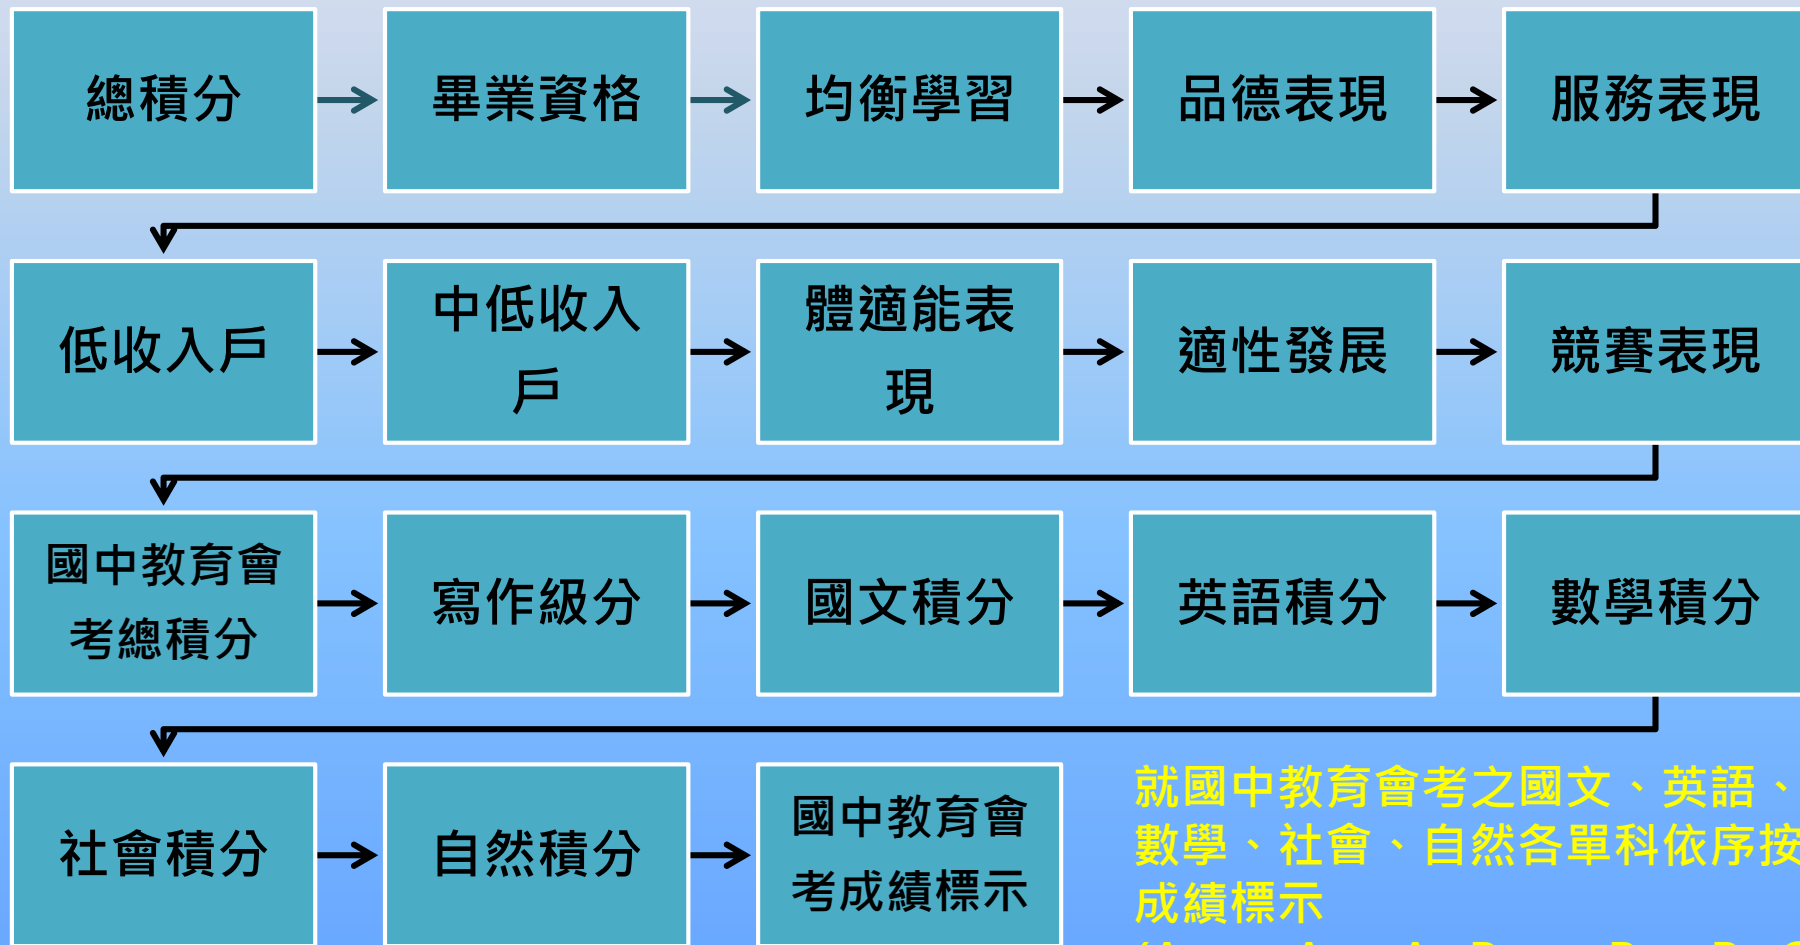 總積分
畢業資格
均衡學習
品德表現
服務表現
低收入戶
中低收入
戶
體適能表
現
適性發展
競賽表現
國中教育會
考總積分
寫作級分
國文積分
英語積分
數學積分
社會積分
自然積分
國中教育會
考成績標示
就國中教育會考之國文、英語、
數學、社會、自然各單科依序按
成績標示